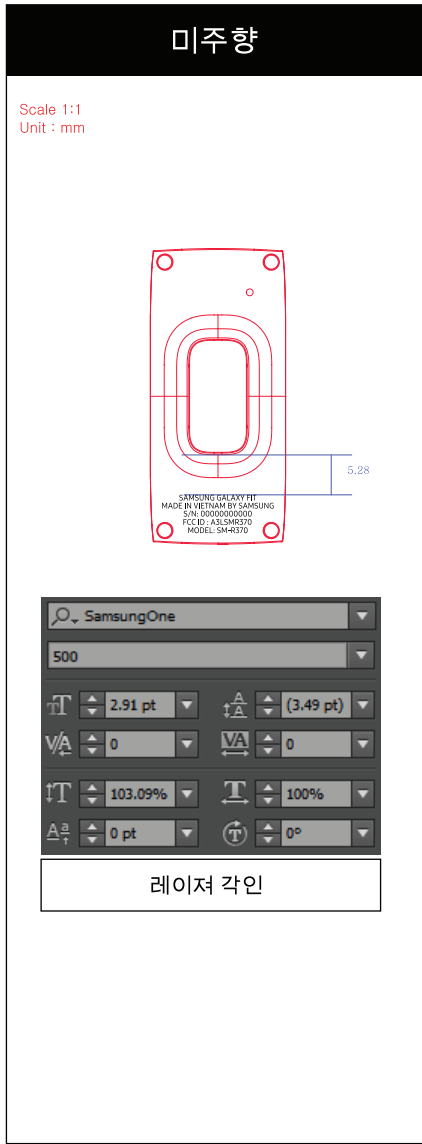 미주향
Scale 1:1
Unit : mm
5.28
SAMSUNG GALAXY FIT
MADE IN VIETNAM BY SAMSUNG
S/N: 00000000000
FCC ID : A3LSMR370
MODEL: SM-R370
SamsungOne
500
2.91 pt (3.49 pt)
0 0
103.09% 100%
0 pt 0°
레이져 각인